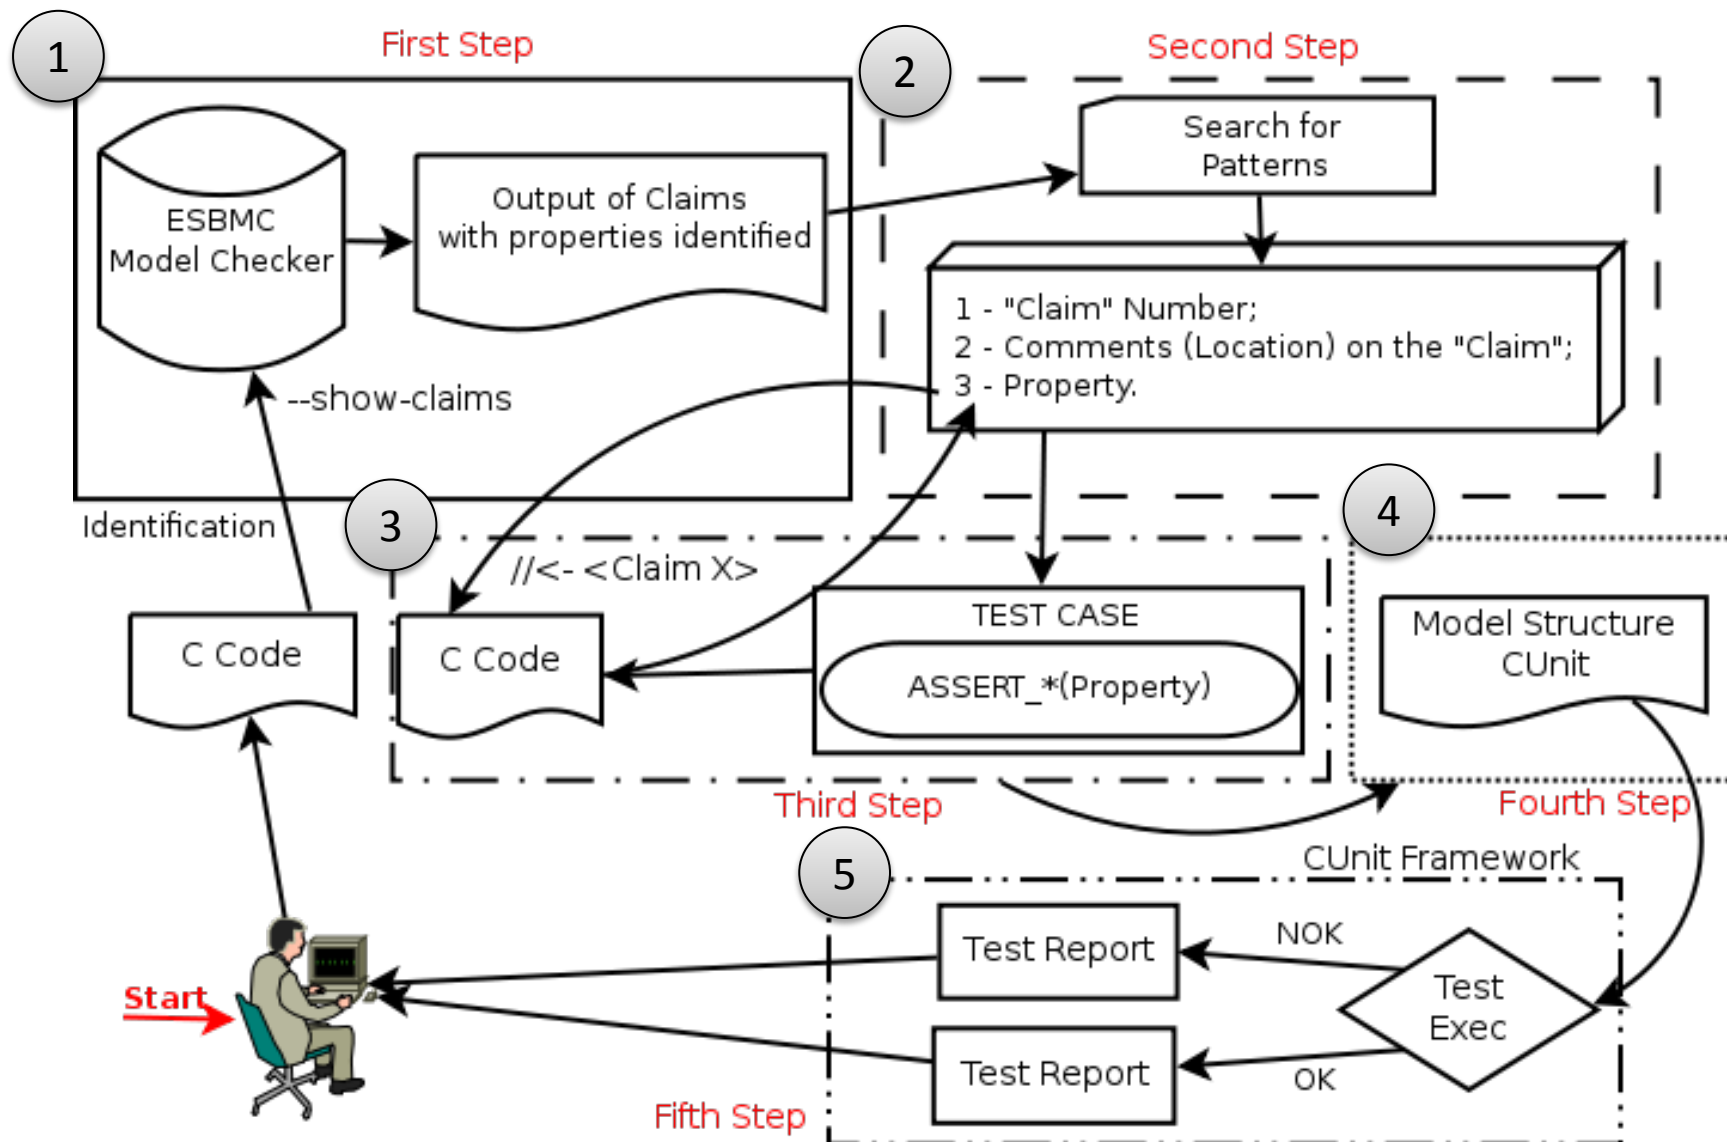 1
First Step
2
Second Step
ESBMC
Model Checker
Output of Claims
with properties identified
Search for
Patterns
1 - "Claim" Number;
2 - Comments (Location) on the "Claim";
3 - Property.
--show-claims
Identification
3
//<- <Claim X>
4
C Code
C Code
TEST CASE
ASSERT_*(Property)
Model Structure
CUnit
Third Step
Fourth Step
5
CUnit Framework
Test Report
NOK
Test
Exec
Start
Test Report
OK
Fifth Step